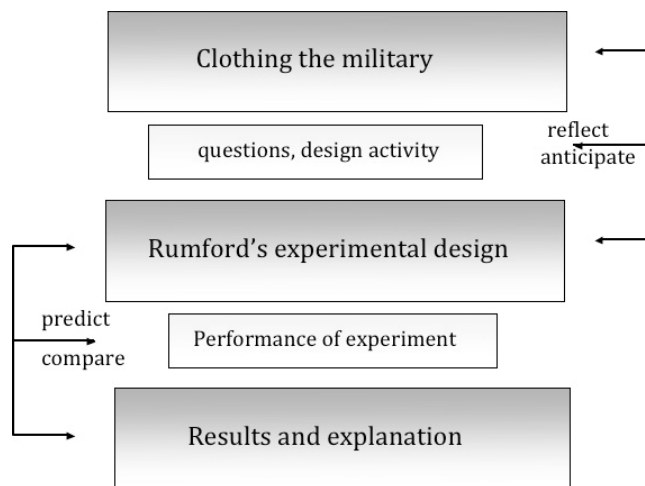 Clothing the military
questions, design activity
reflect
anticipate
Rumford’s experimental design
predict
compare
Performance of experiment
Results and explanation